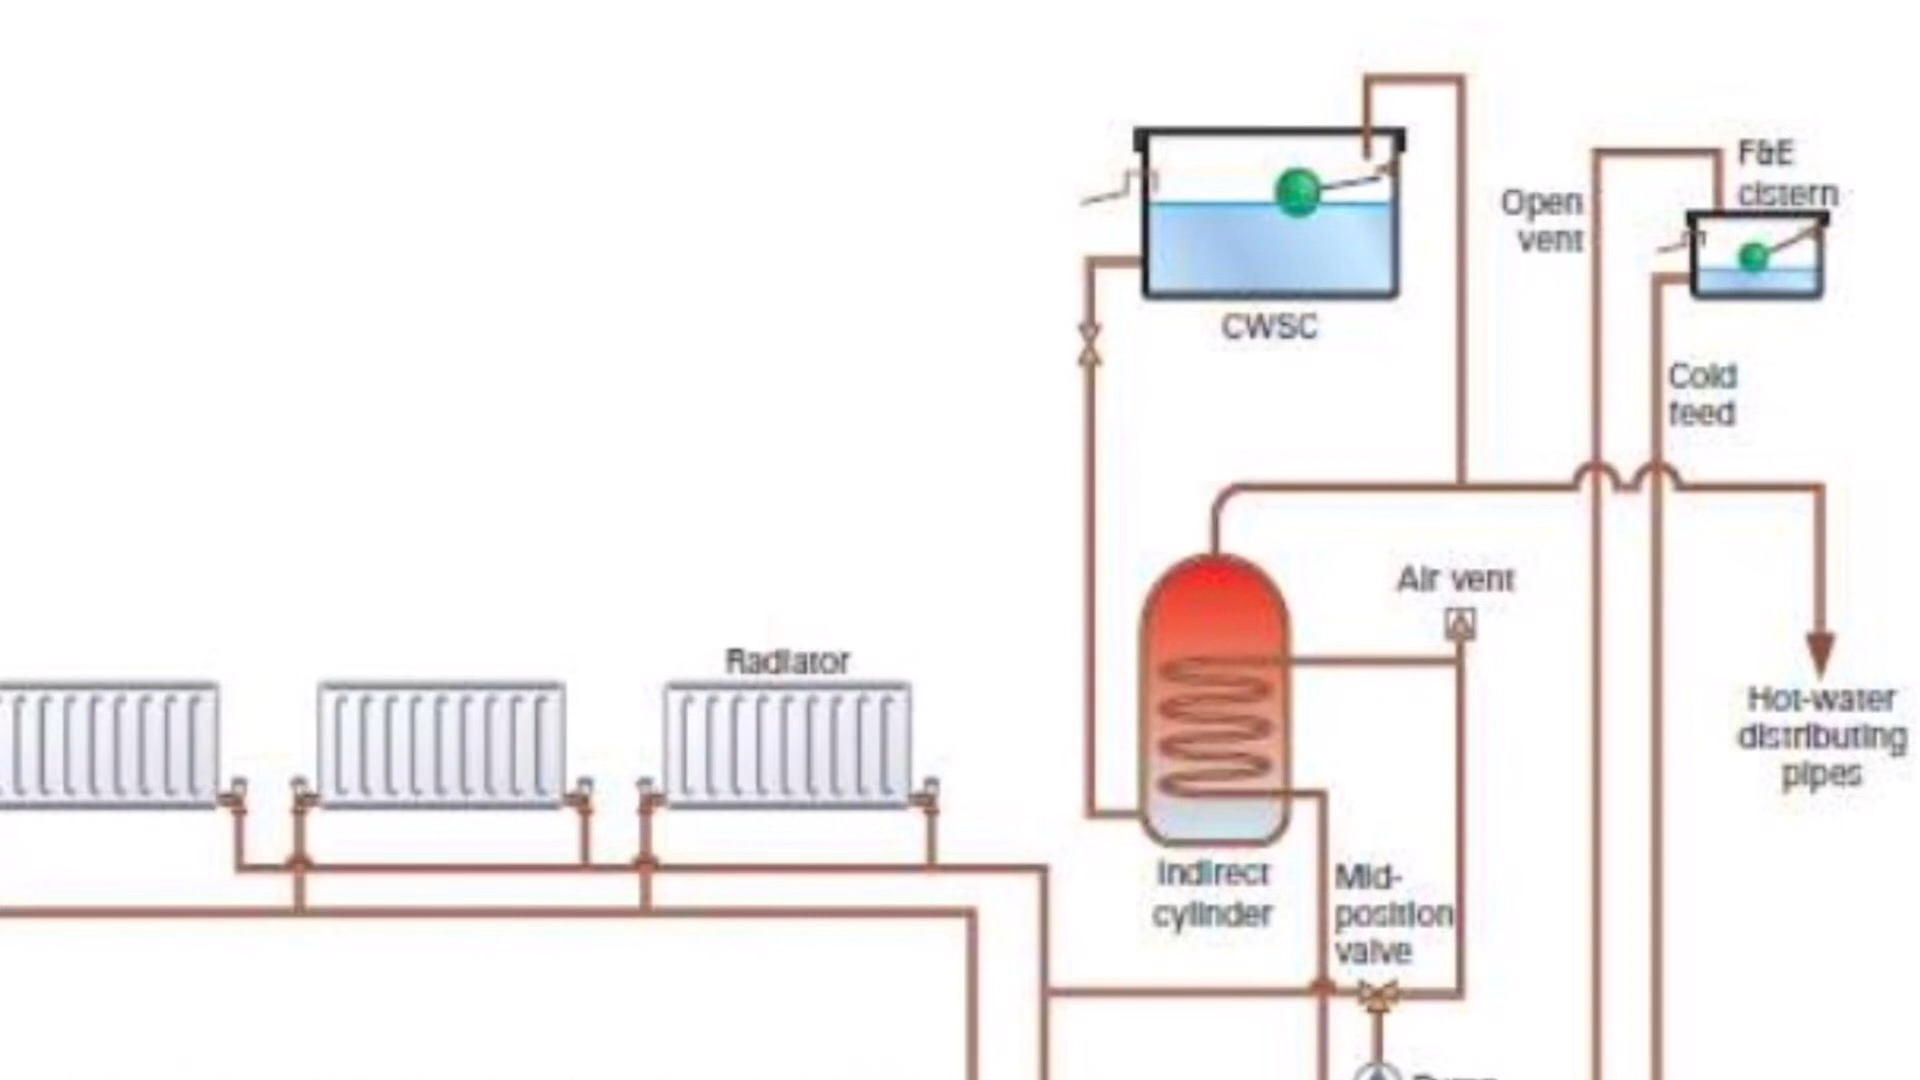 F&E
cistern
Open
vent
CWSC
Cold
feed
Air vent
Radiator
Hot-water
distributing
pipes
Indirect
cylinder
Mid-
position
valve